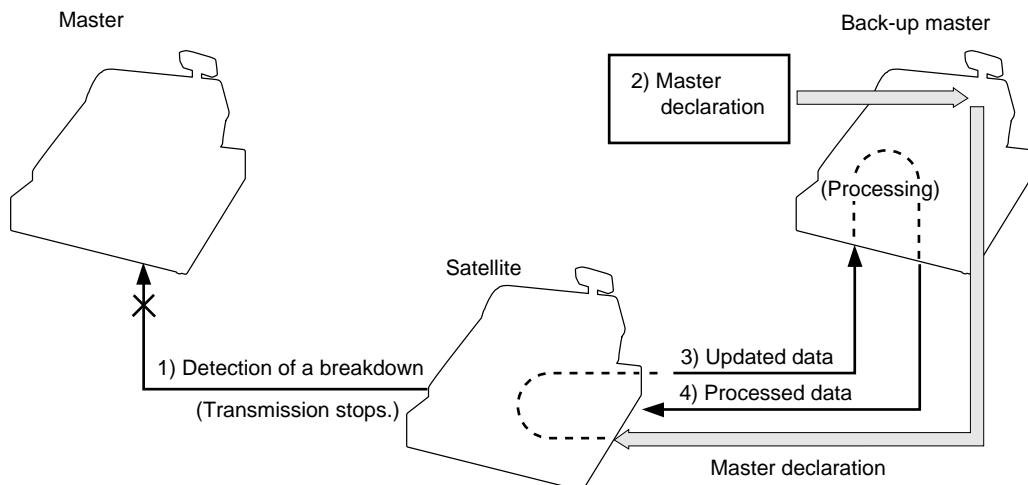 Master
Back-up master
2) Master
declaration
(Processing)
Satellite
1) Detection of a breakdown
(Transmission stops.)
3) Updated data
4) Processed data
Master declaration